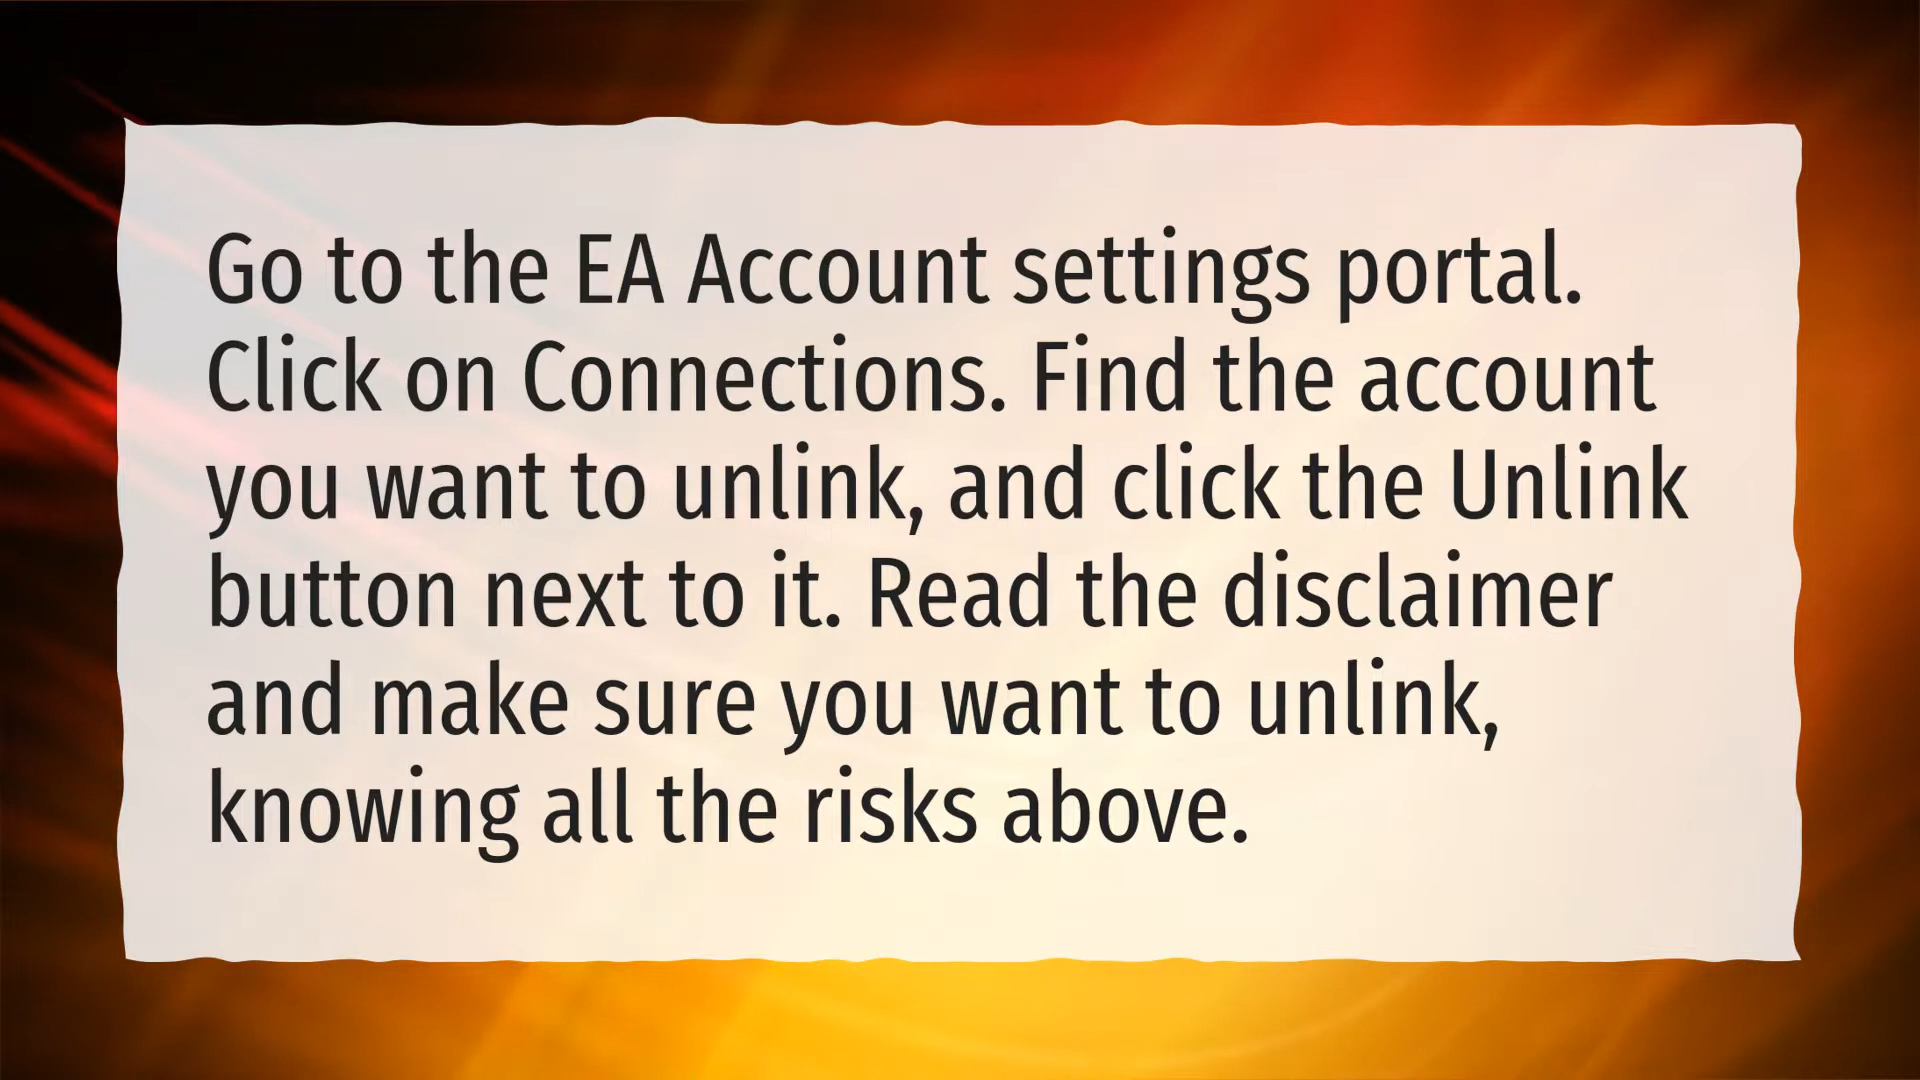 Go to the EA Account settings portal.
Click on Connections. Find the account
you want to unlink, and click the Unlink
button next to it. Read the disclaimer
and make sure you want to unlink,
knowing all the risks above.